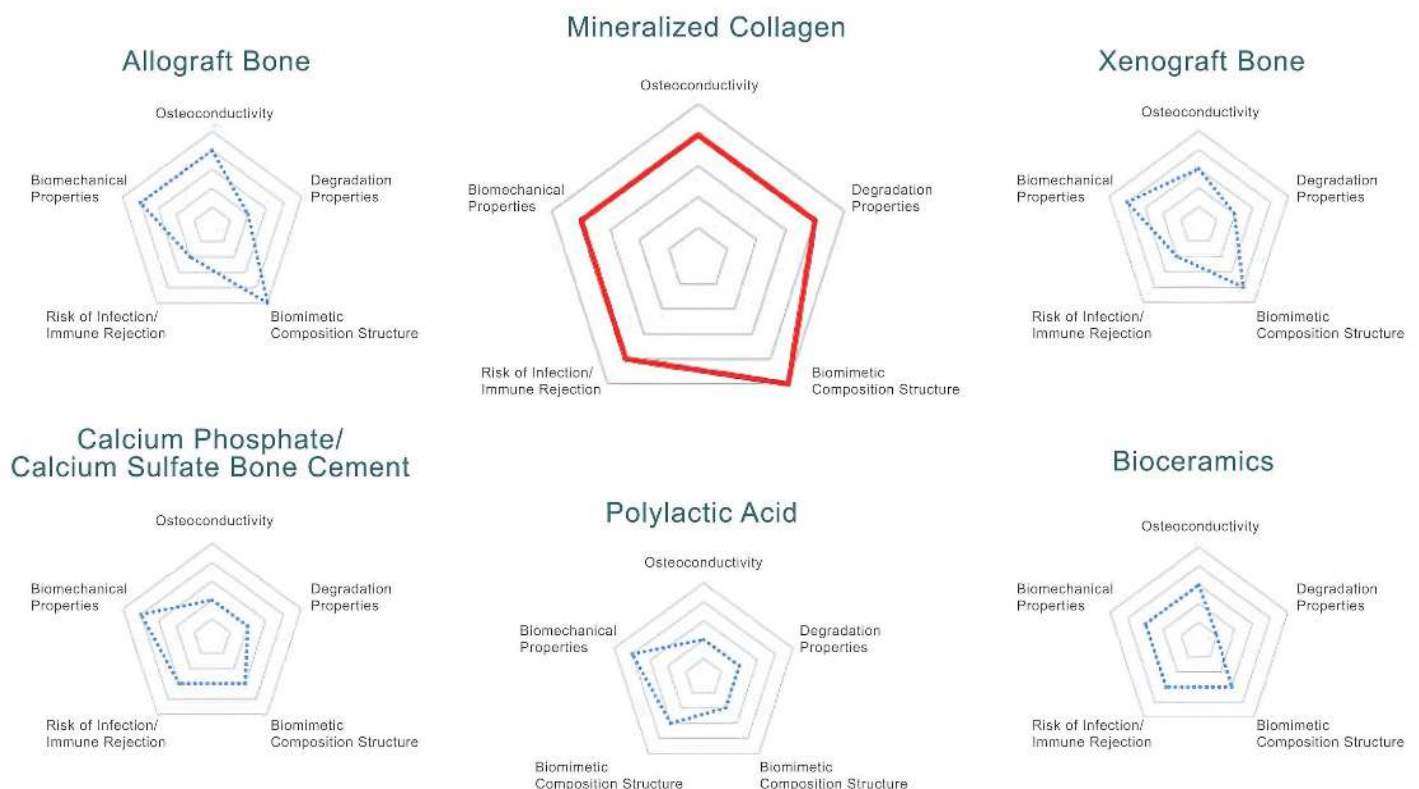 Mineralized Collagen
Osteoconductivity
Biomechanical
Properties
Degradation
Properties
Risk of Infection/
Immune Rejection
Biomimetic
Composition Structure
Allograft Bone
Osteoconductivity
Biomechanical
Properties
Degradation
Properties
Risk of Infection/
Immune Rejection
Biomimetic
Composition Structure
Xenograft Bone
Osteoconductivity
Biomechanical
Properties
Degradation
Properties
Risk of Infection/
Immune Rejection
Biomimetic
Composition Structure
Calcium Phosphate/
Calcium Sulfate Bone Cement
Osteoconductivity
Biomechanical
Properties
Degradation
Properties
Risk of Infection/
Immune Rejection
Biomimetic
Composition Structure
Polylactic Acid
Osteoconductivity
Biomechanical
Properties
Degradation
Properties
Biomimetic
Composition Structure
Biomimetic
Composition Structure
Bioceramics
Osteoconductivity
Biomechanical
Properties
Degradation
Properties
Risk of Infection/
Immune Rejection
Biomimetic
Composition Structure